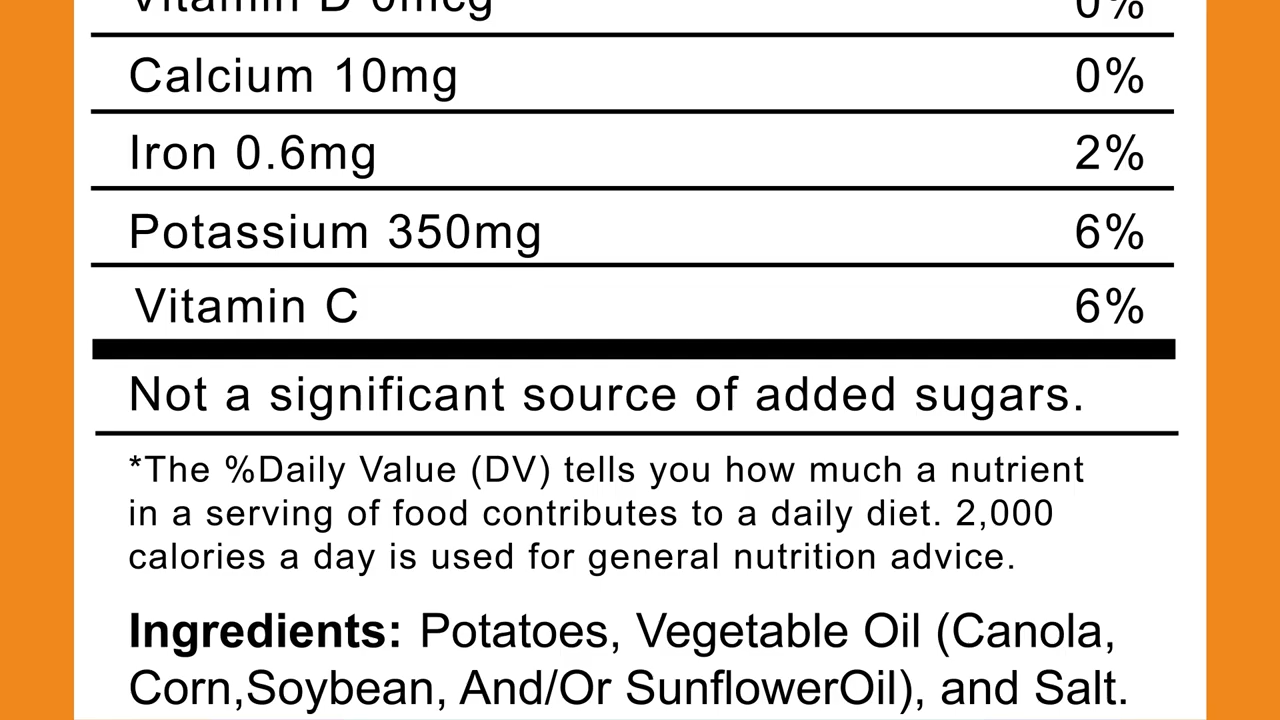 Vitamin D 0mcg 0%
Calcium 10mg 0%
Iron 0.6mg 2%
Potassium 350mg 6%
Vitamin C 6%
Not a significant source of added sugars.
*The %Daily Value (DV) tells you how much a nutrient
in a serving of food contributes to a daily diet. 2,000
calories a day is used for general nutrition advice.
Ingredients: Potatoes, Vegetable Oil (Canola,
Corn,Soybean, And/Or SunflowerOil), and Salt.